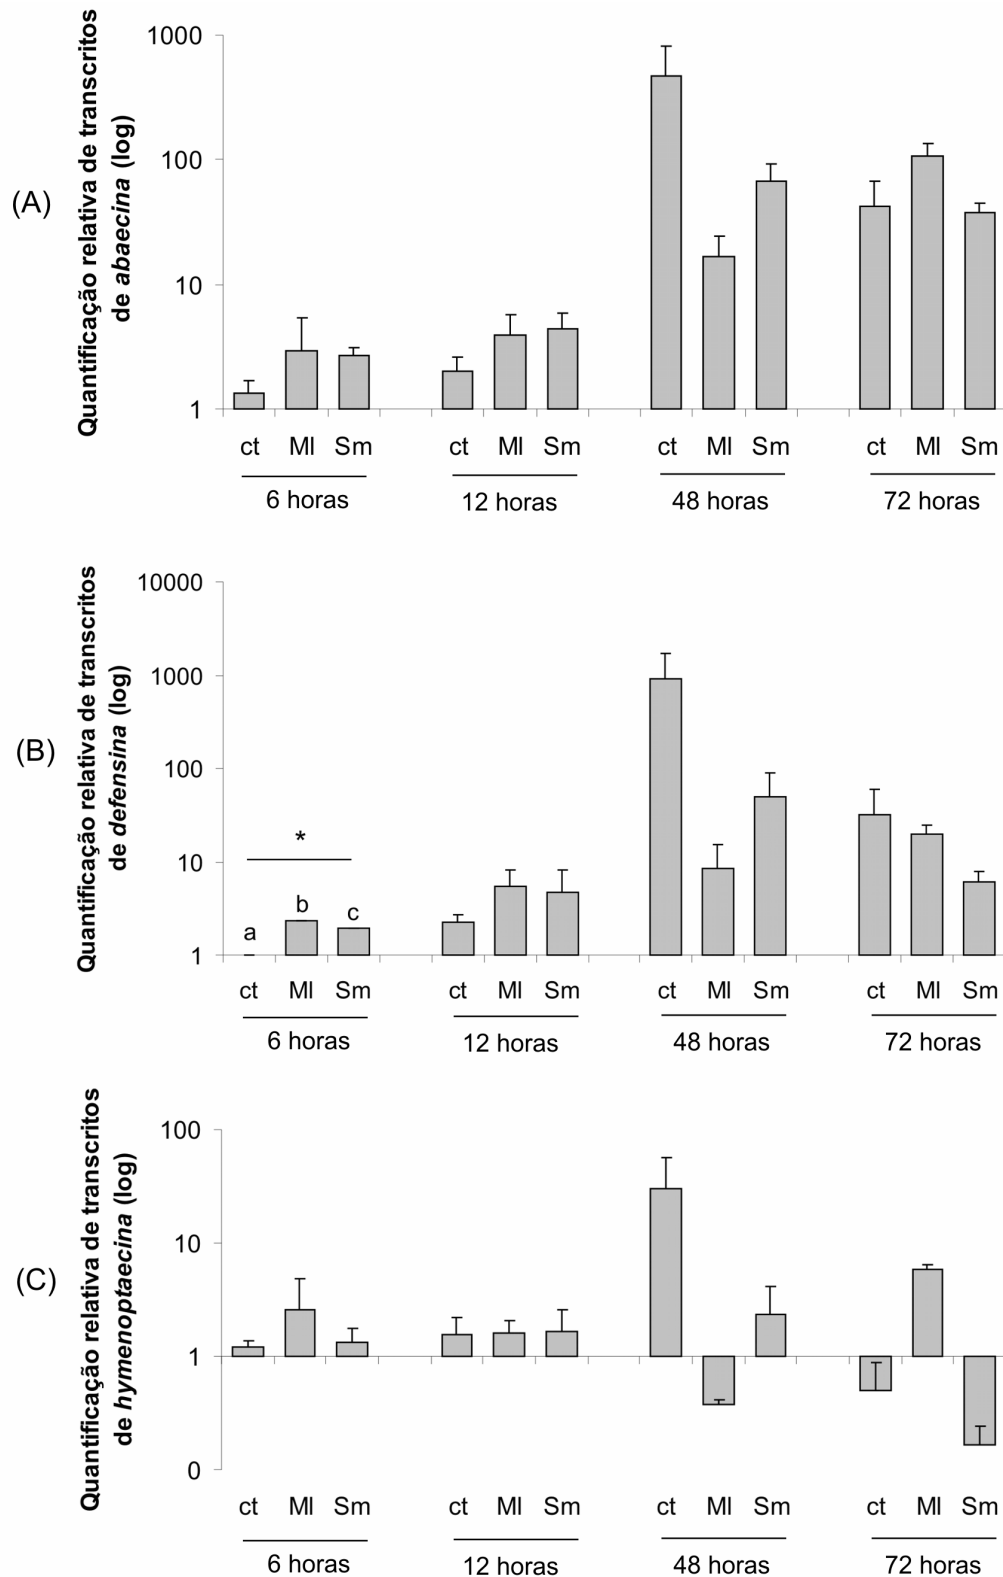 (A)
Quantificação relativa de transcritos
de abaecina (log)
1000
100
10
1
ct Ml Sm ct Ml Sm ct Ml Sm ct Ml Sm
6 horas 12 horas 48 horas 72 horas
(B)
Quantificação relativa de transcritos
de defensina (log)
10000
1000
100
10
1
*
a b c
ct Ml Sm ct Ml Sm ct Ml Sm ct Ml Sm
6 horas 12 horas 48 horas 72 horas
(C)
Quantificação relativa de transcritos
de hymenoptaecina (log)
100
10
1
0
ct Ml Sm ct Ml Sm ct Ml Sm ct Ml Sm
6 horas 12 horas 48 horas 72 horas